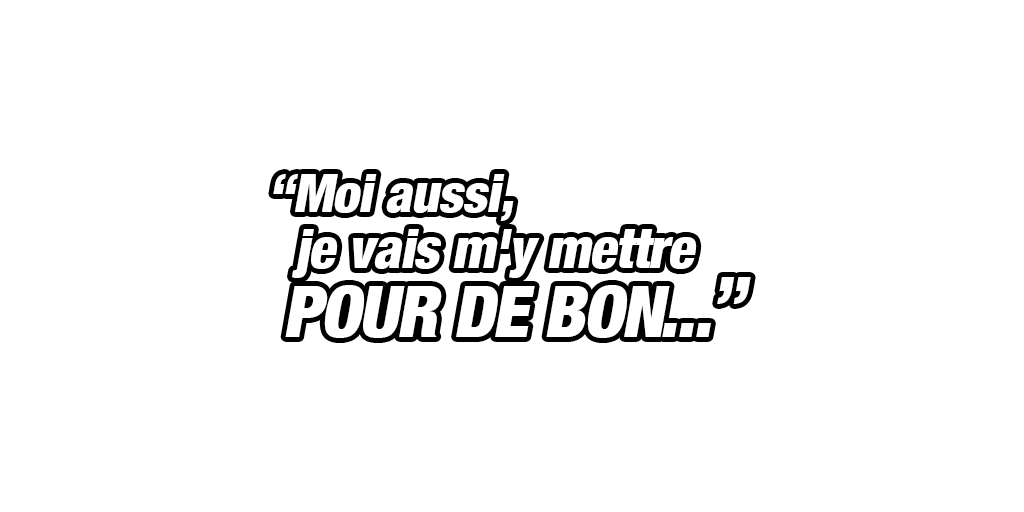 “Moi aussi,
je vais m'y mettre
POUR DE BON...”